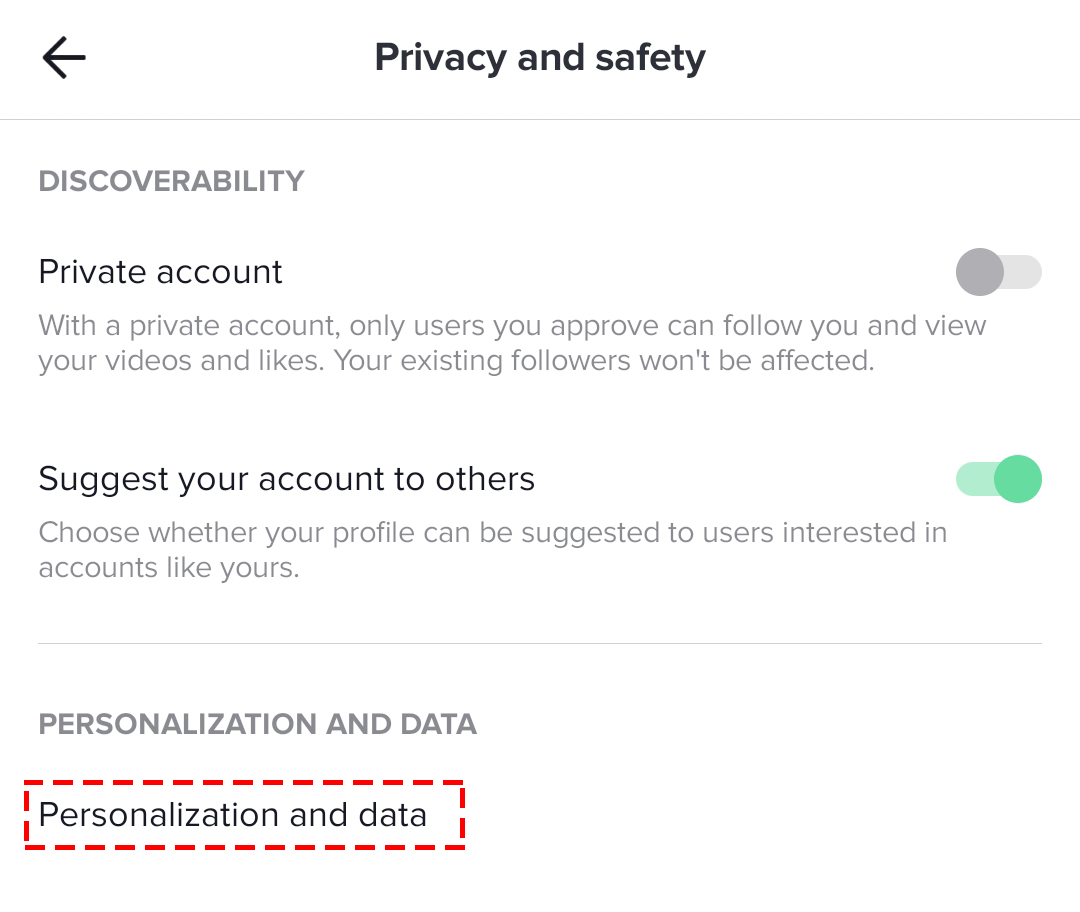 Privacy and safety
DISCOVERABILITY
Private account
With a private account, only users you approve can follow you and view
your videos and likes. Your existing followers won't be affected.
Suggest your account to others
Choose whether your profile can be suggested to users interested in
accounts like yours.
PERSONALIZATION AND DATA
Personalization and data